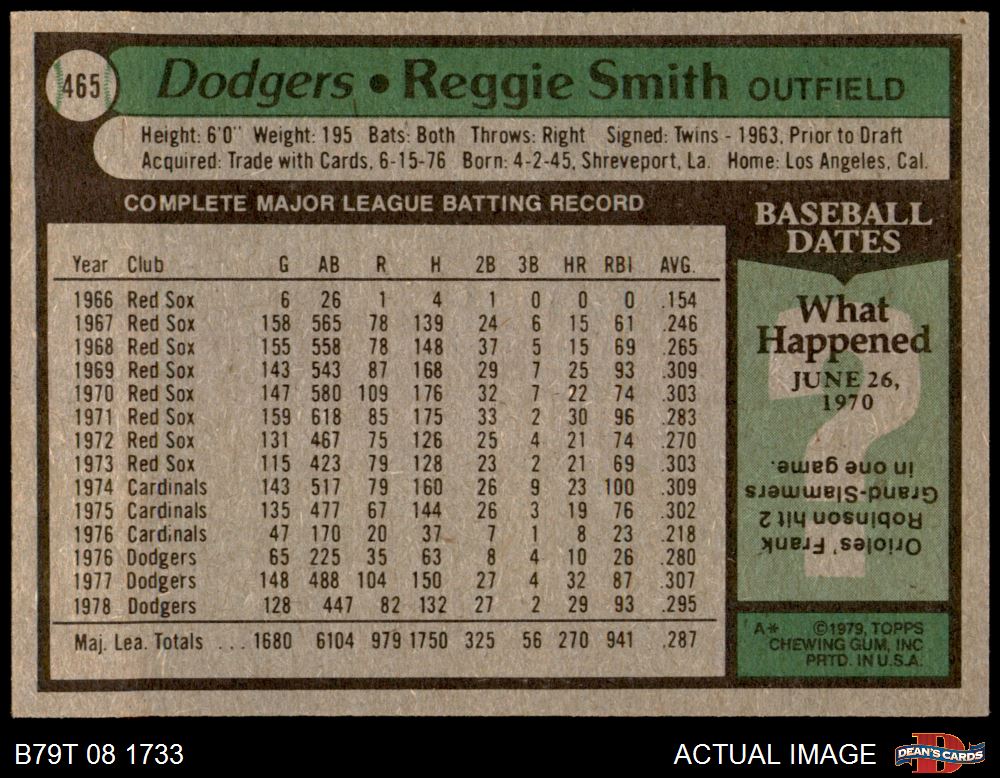 465
Dodgers • Reggie Smith OUTFIELD
Height: 6'0" Weight: 195 Bats: Both Throws: Right Signed: Twins - 1963, Prior to Draft
Acquired: Trade with Cards, 6-15-76 Born: 4-2-45, Shreveport, La. Home: Los Angeles, Cal.
COMPLETE MAJOR LEAGUE BATTING RECORD
Year Club G AB R H 2B 3B HR RBI AVG.
1966 Red Sox 6 26 1 4 1 0 0 0 .154
1967 Red Sox 158 565 78 139 24 6 15 61 .246
1968 Red Sox 155 558 78 148 37 5 15 69 .265
1969 Red Sox 143 543 87 168 29 7 25 93 .309
1970 Red Sox 147 580 109 176 32 7 22 74 .303
1971 Red Sox 159 618 85 175 33 2 30 96 .283
1972 Red Sox 131 467 75 126 25 4 21 74 .270
1973 Red Sox 115 423 79 128 23 2 21 69 .303
1974 Cardinals 143 517 79 160 26 9 23 100 .309
1975 Cardinals 135 477 67 144 26 3 19 76 .302
1976 Cardinals 47 170 20 37 7 1 8 23 .218
1976 Dodgers 65 225 35 63 8 4 10 26 .280
1977 Dodgers 148 488 104 150 27 4 32 87 .307
1978 Dodgers 128 447 82 132 27 2 29 93 .295
Maj. Lea. Totals ... 1680 6104 979 1750 325 56 270 941 .287
BASEBALL
DATES
What
Happened
JUNE 26,
1970
Orioles' Frank
Robinson hit 2
Grand-Slammers
in one game.
A* ©1979, TOPPS
CHEWING GUM, INC
PRTD. IN U.S.A.
B79T 08 1733
ACTUAL IMAGE
DEAN'S CARDS